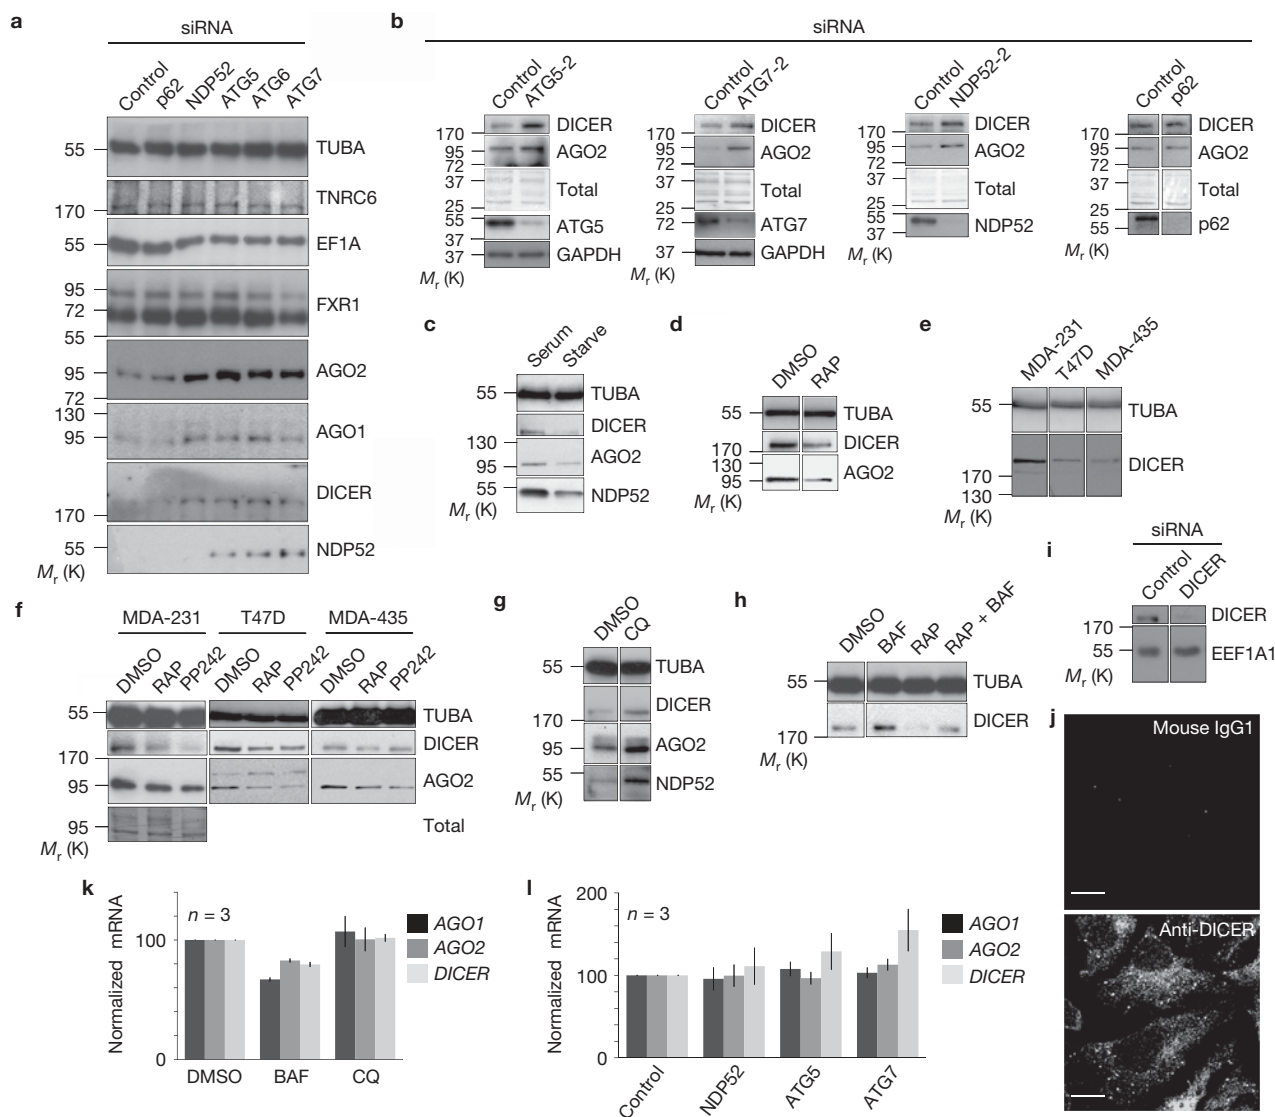 a
siRNA
Control
p62
NDP52
ATG5
ATG6
ATG7
55
TUBA
TNRC6
170
55
EF1A
95
72
55
FXR1
95
72
AGO2
130
95
AGO1
DICER
170
55
NDP52
Mr (K)
b
siRNA
Control
ATG5-2
170
DICER
95
72
AGO2
37
25
Total
55
37
ATG5
37
GAPDH
Mr (K)
Control
ATG7-2
170
DICER
95
72
AGO2
37
25
Total
72
ATG7
37
GAPDH
Mr (K)
Control
NDP52-2
170
DICER
95
72
AGO2
37
25
Total
55
37
NDP52
Mr (K)
Control
p62
170
DICER
95
72
AGO2
37
25
Total
55
p62
Mr (K)
c
Serum
Starve
55
TUBA
DICER
130
95
AGO2
55
NDP52
Mr (K)
d
DMSO
RAP
55
TUBA
170
DICER
130
95
AGO2
Mr (K)
e
MDA-231
T47D
MDA-435
55
TUBA
170
130
DICER
Mr (K)
f
MDA-231 T47D MDA-435
DMSO
RAP
PP242
DMSO
RAP
PP242
DMSO
RAP
PP242
55
TUBA
DICER
170
95
AGO2
95
Total
Mr (K)
g
DMSO
CQ
55
TUBA
DICER
170
95
AGO2
55
NDP52
Mr (K)
h
DMSO
BAF
RAP
RAP + BAF
55
TUBA
DICER
170
Mr (K)
i
siRNA
Control
DICER
DICER
170
55
EEF1A1
Mr (K)
j
Mouse IgG1
Anti-DICER
k
Normalized mRNA
100
0
n = 3
AGO1
AGO2
DICER
DMSO BAF CQ
l
Normalized mRNA
200
150
100
50
0
n = 3
AGO1
AGO2
DICER
Control
NDP52
ATG5
ATG7